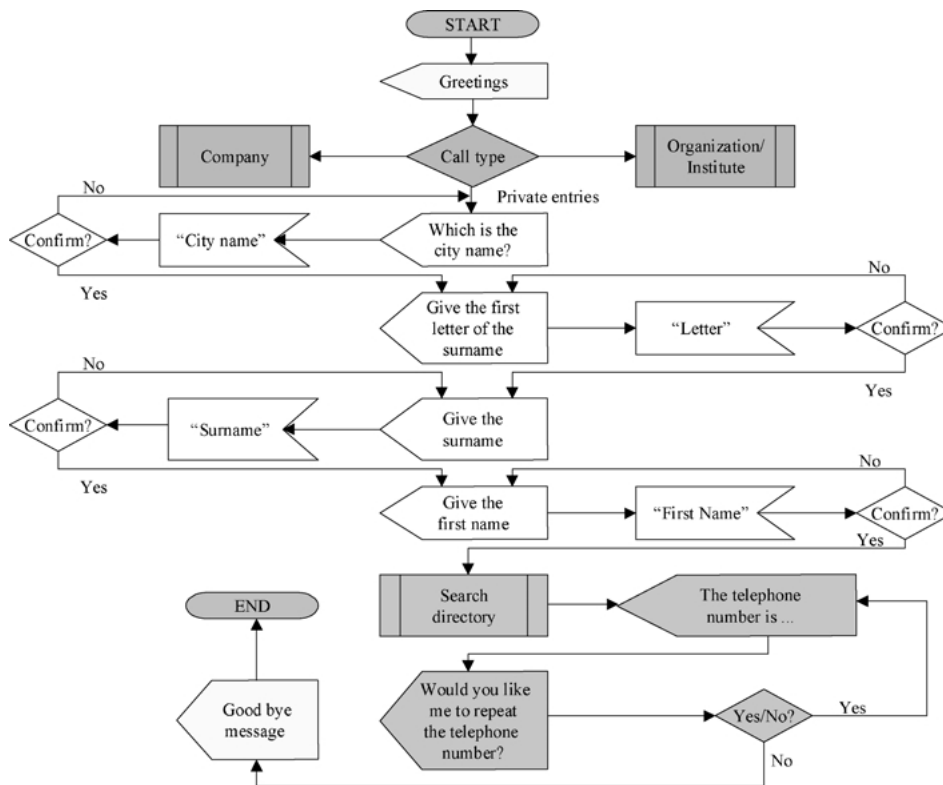 START
Greetings
Company
Call type
Organization/
Institute
No
Private entries
Confirm?
“City name”
Which is the
city name?
Yes
No
Give the first
letter of the
surname
“Letter”
Confirm?
Yes
No
Confirm?
“Surname”
Give the
surname
Yes
No
Give the
first name
“First Name”
Confirm?
Yes
Search
directory
The telephone
number is ...
END
Would you like
me to repeat
the telephone
number?
Yes/No?
Yes
Good bye
message
No